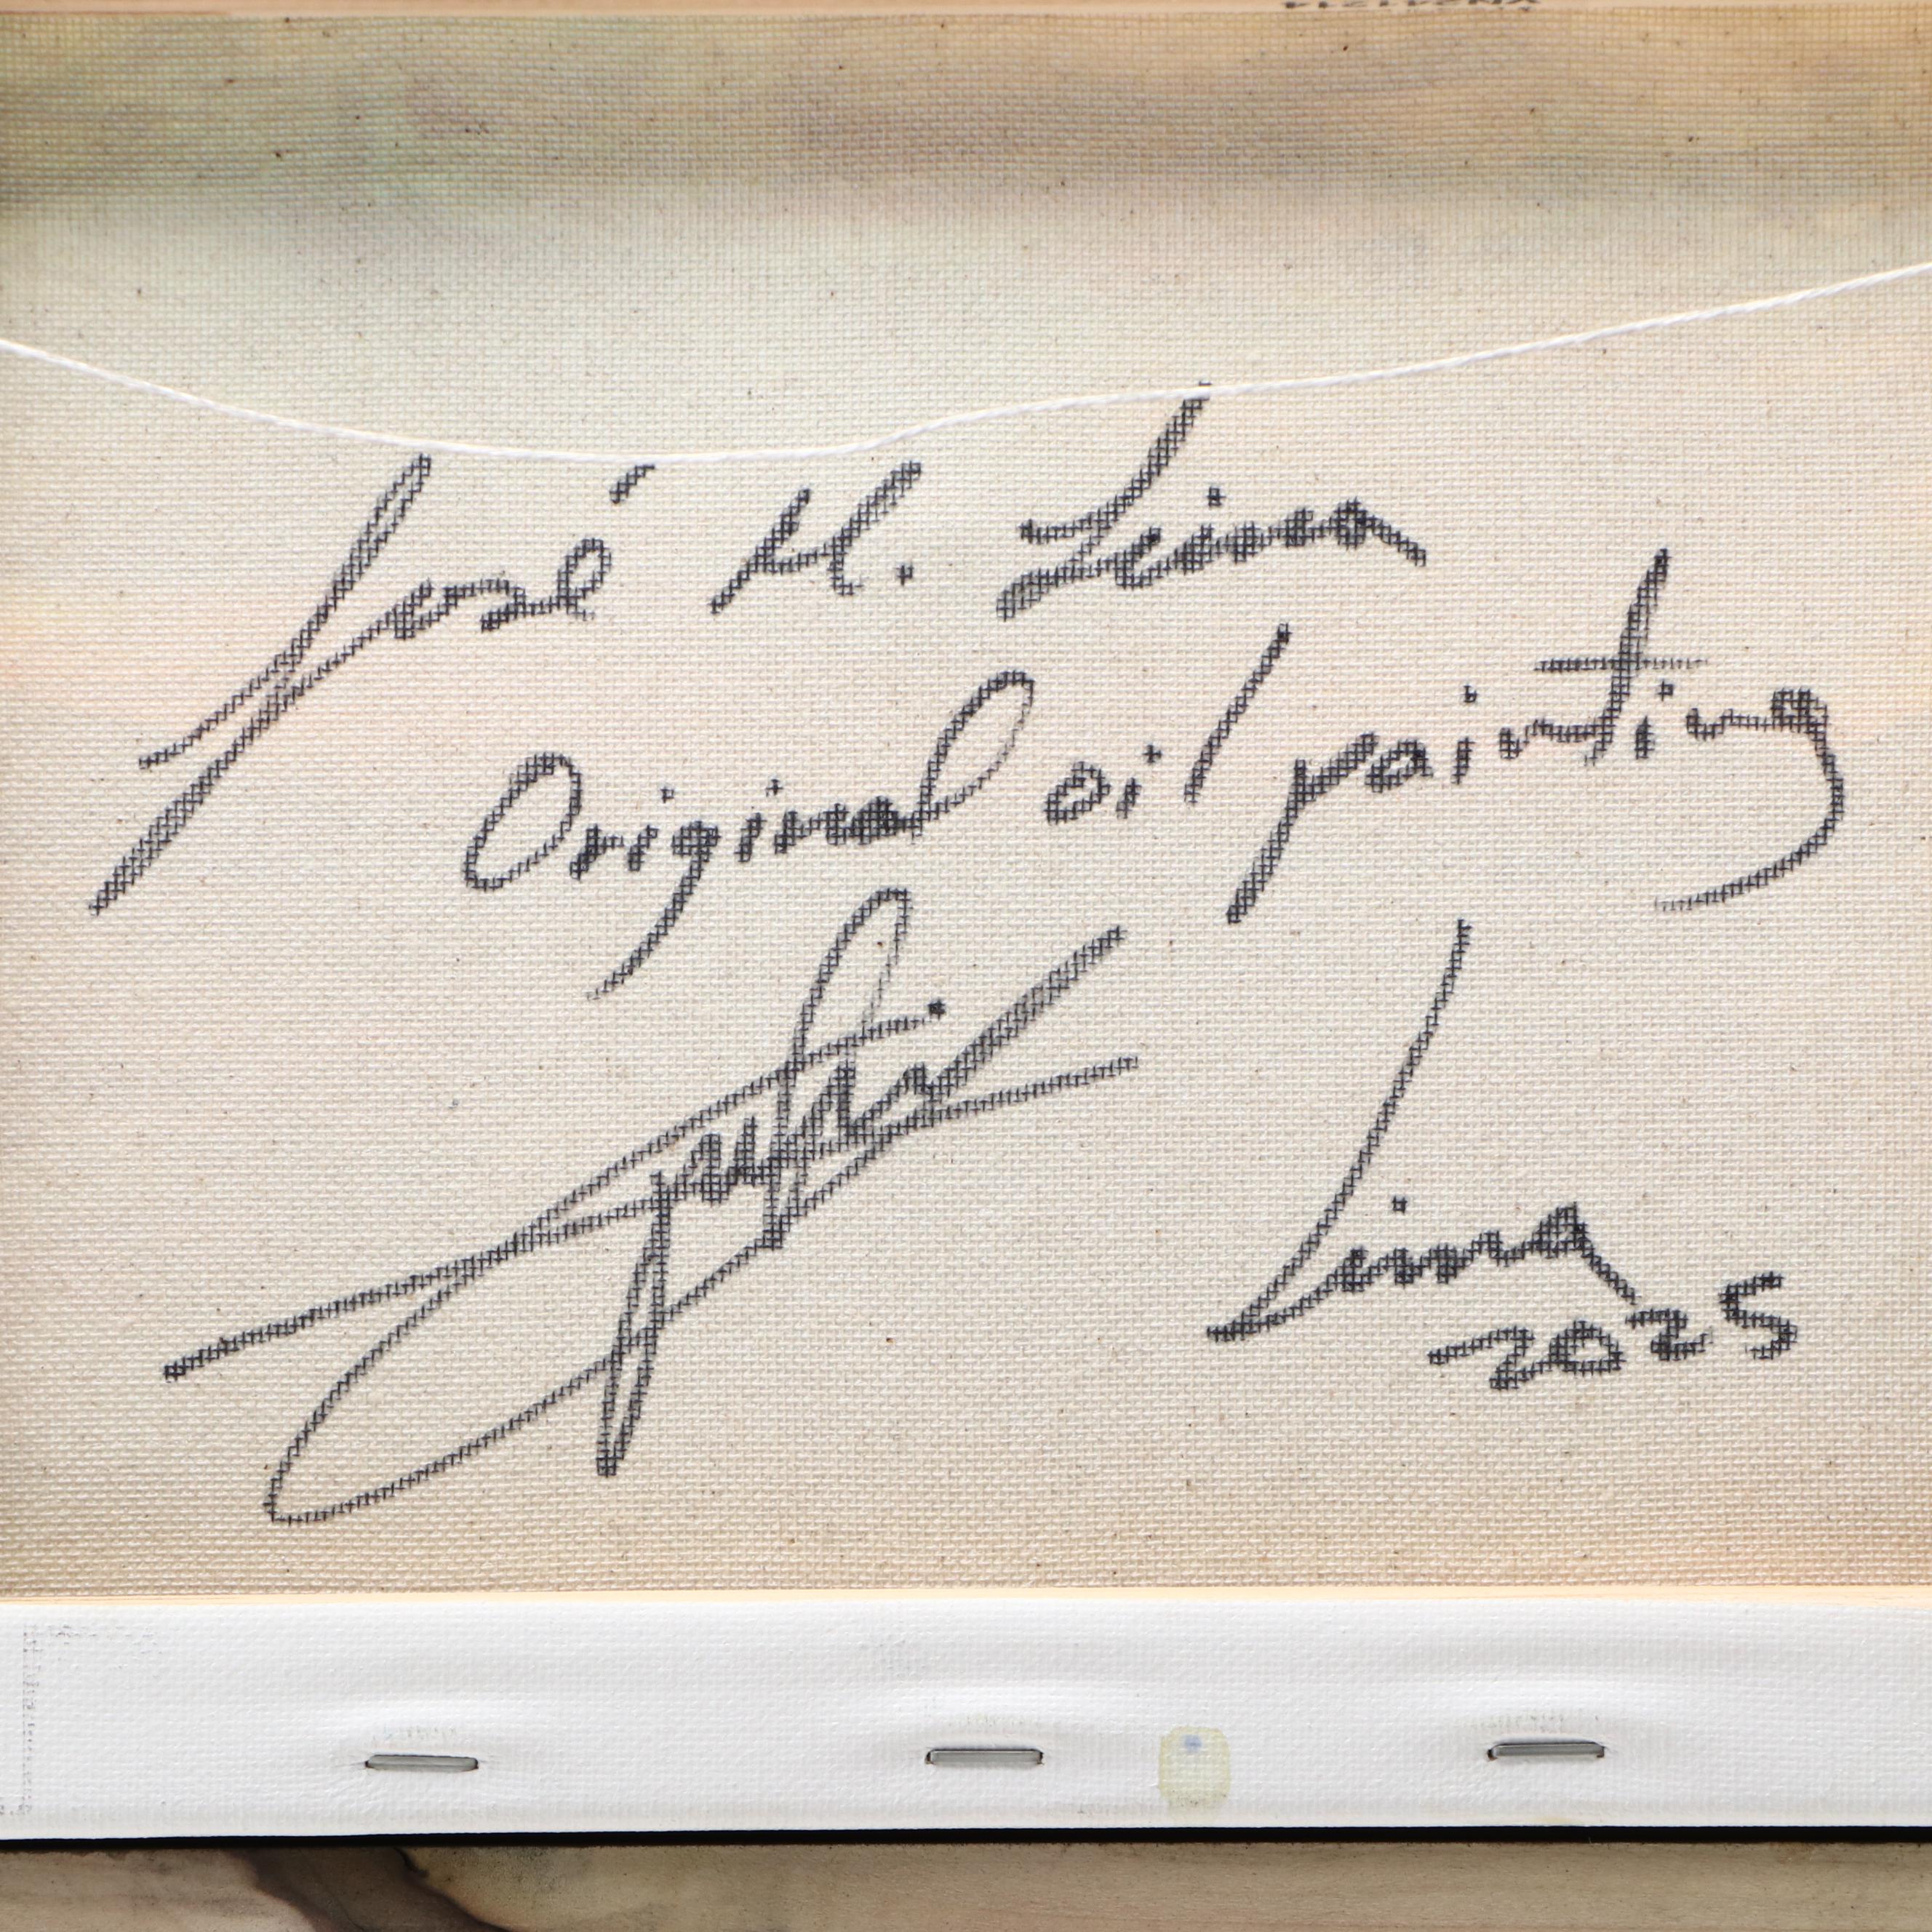 José M. Lima
Original oil painting
Lima
2025